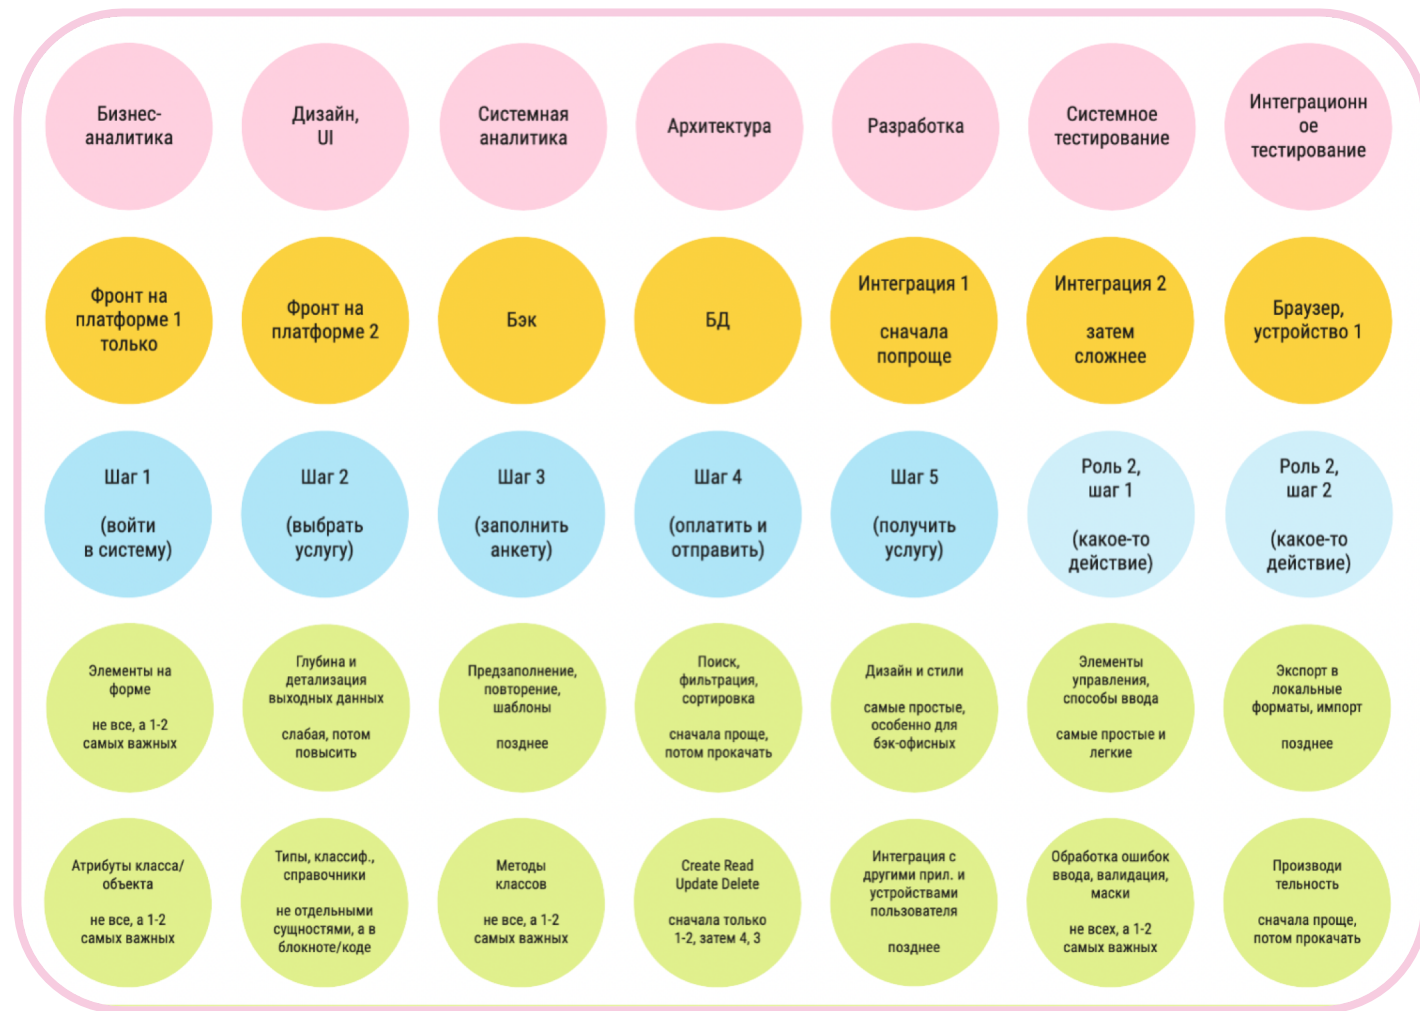 Бизнес-
аналитика
Дизайн,
UI
Системная
аналитика
Архитектура
Разработка
Системное
тестирование
Интеграционн
ое
тестирование
Фронт на
платформе 1
только
Фронт на
платформе 2
Бэк
БД
Интеграция 1
сначала
попроще
Интеграция 2
затем
сложнее
Браузер,
устройство 1
Шаг 1
(войти
в систему)
Шаг 2
(выбрать
услугу)
Шаг 3
(заполнить
анкету)
Шаг 4
(оплатить и
отправить)
Шаг 5
(получить
услугу)
Роль 2,
шаг 1
(какое-то
действие)
Роль 2,
шаг 2
(какое-то
действие)
Элементы на
форме
не все, а 1-2
самых важных
Глубина и
детализация
выходных данных
слабая, потом
повысить
Предзаполнение,
повторение,
шаблоны
позднее
Поиск,
фильтрация,
сортировка
сначала проще,
потом прокачать
Дизайн и стили
самые простые,
особенно для
бэк-офисных
Элементы
управления,
способы ввода
самые простые и
легкие
Экспорт в
локальные
форматы, импорт
позднее
Атрибуты класса/
объекта
не все, а 1-2
самых важных
Типы, классиф.,
справочники
не отдельными
сущностями, а в
блокноте/коде
Методы
классов
не все, а 1-2
самых важных
Create Read
Update Delete
сначала только
1-2, затем 4, 3
Интеграция с
другими прил. и
устройствами
пользователя
позднее
Обработка ошибок
ввода, валидация,
маски
не всех, а 1-2
самых важных
Производи
тельность
сначала проще,
потом прокачать